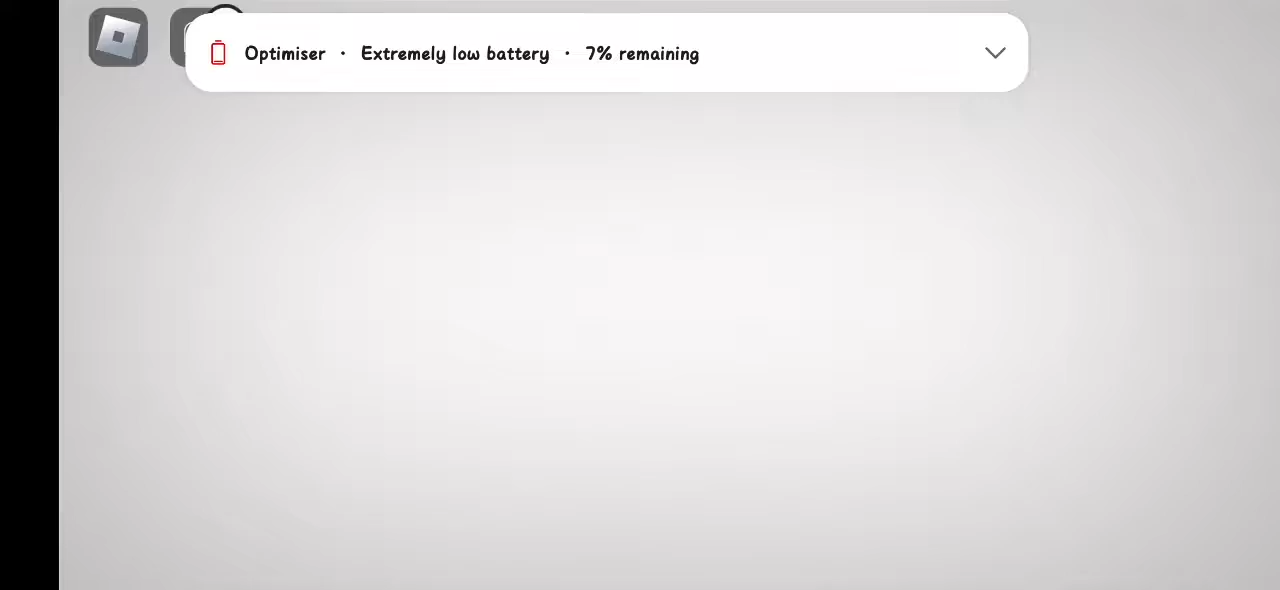 Optimiser • Extremely low battery • 7% remaining